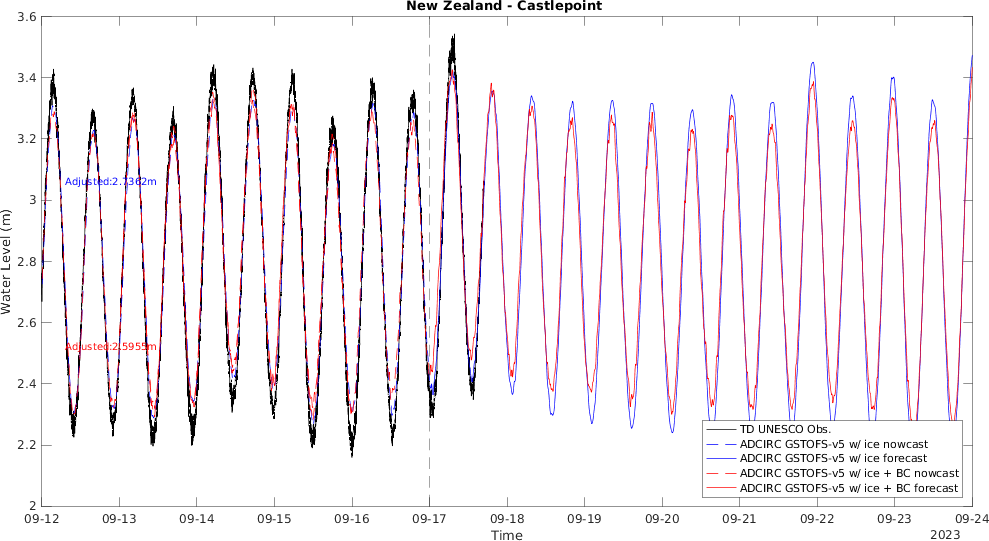 New Zealand - Castlepoint
3.6
3.4
3.2
3
2.8
2.6
2.4
2.2
2
Water Level (m)
Adjusted:2.7362m
Adjusted:2.5955m
TD UNESCO Obs.
ADCIRC GSTOFS-v5 w/ ice nowcast
ADCIRC GSTOFS-v5 w/ ice forecast
ADCIRC GSTOFS-v5 w/ ice + BC nowcast
ADCIRC GSTOFS-v5 w/ ice + BC forecast
09-12 09-13 09-14 09-15 09-16 09-17 09-18 09-19 09-20 09-21 09-22 09-23 09-24
Time
2023